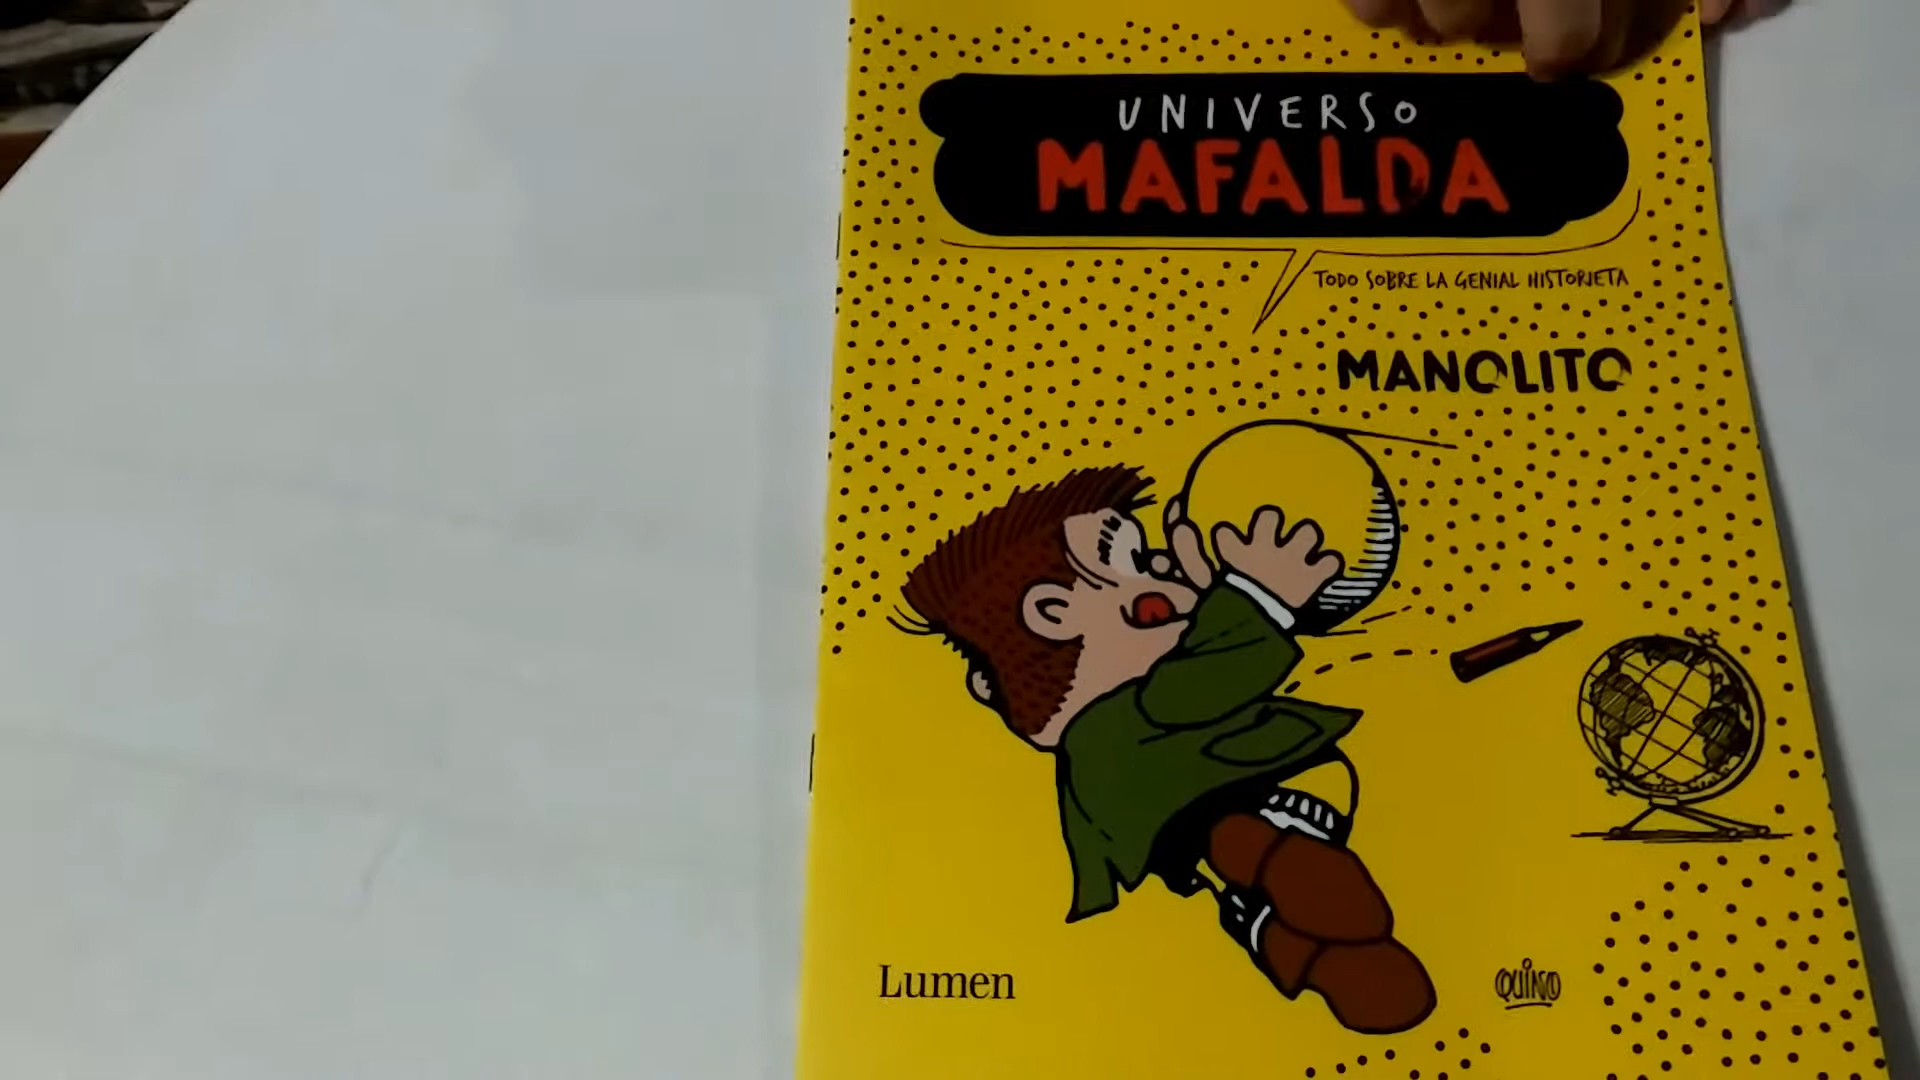 UNIVERSO
MAFALDA
TODO SOBRE LA GENIAL HISTORIETA
MANOLITO
Lumen
QUINO